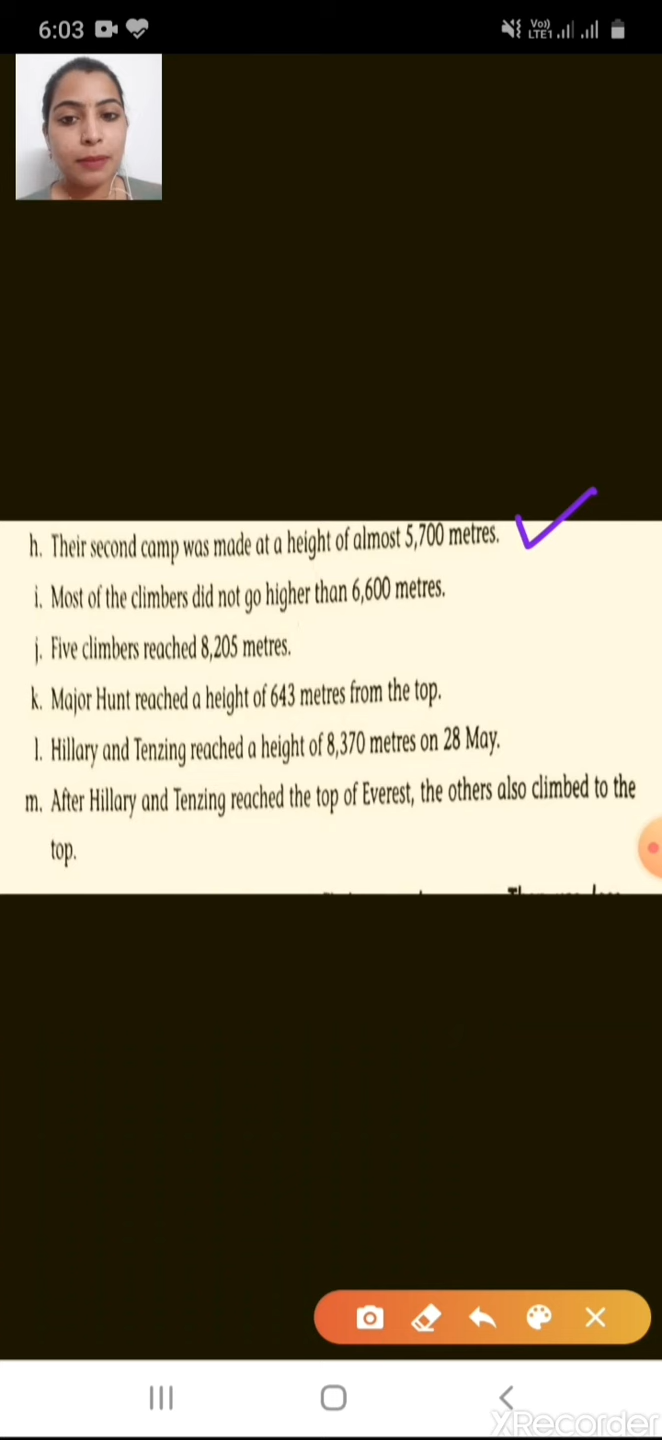 6:03
Vo)) LTE1
h. Their second camp was made at a height of almost 5,700 metres.
i. Most of the climbers did not go higher than 6,600 metres.
j. Five climbers reached 8,205 metres.
k. Major Hunt reached a height of 643 metres from the top.
l. Hillary and Tenzing reached a height of 8,370 metres on 28 May.
m. After Hillary and Tenzing reached the top of Everest, the others also climbed to the
top.
XRecorder